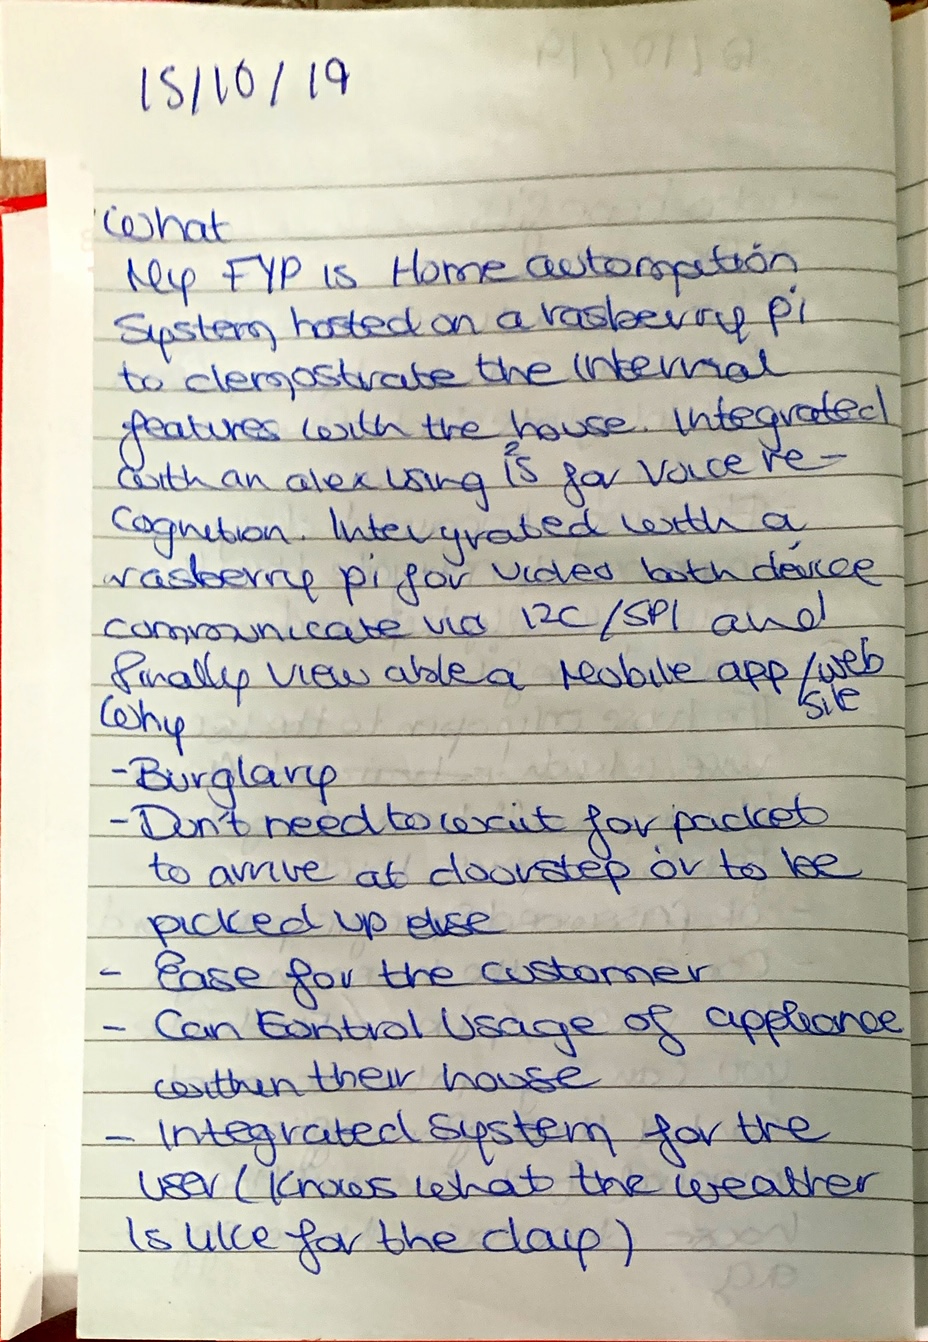 15/10/19
What
My FYP is Home automation
System hosted on a rasberry pi
to demostrate the internal
features with the house. Integrated
with an alex using i²s for voice re-
cognition. Intergrated with a
rasberry pi for video both device
communicate via I2C/SPI and
finally view able a Mobile app/web
site
Why
-Burglary
-Don't need to wait for packet
to arrive at doorstep or to be
picked up else
- Ease for the customer
- Can Control Usage of appliance
within their house
- Integrated System for the
user (Knows what the weather
Is like for the day)